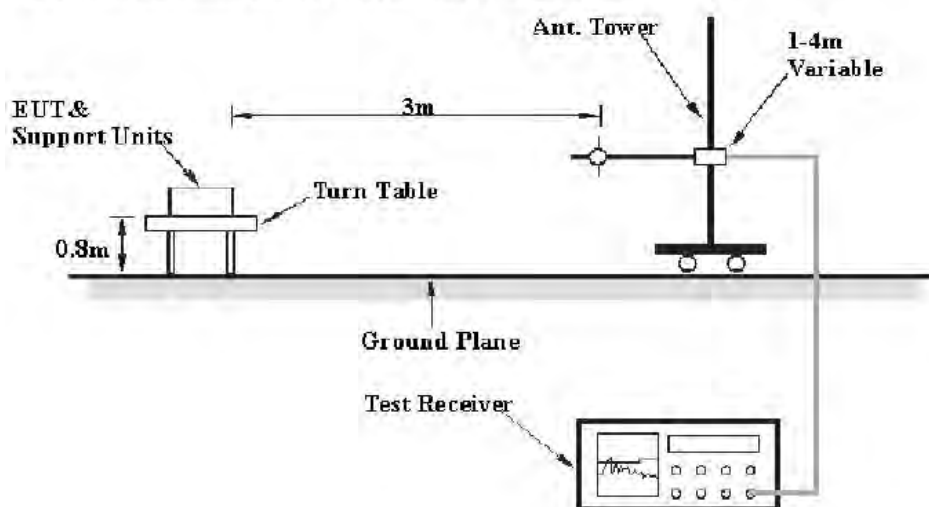 Ant. Tower
1-4m
Variable
EUT &
Support Units
3m
Turn Table
0.8m
Ground Plane
Test Receiver